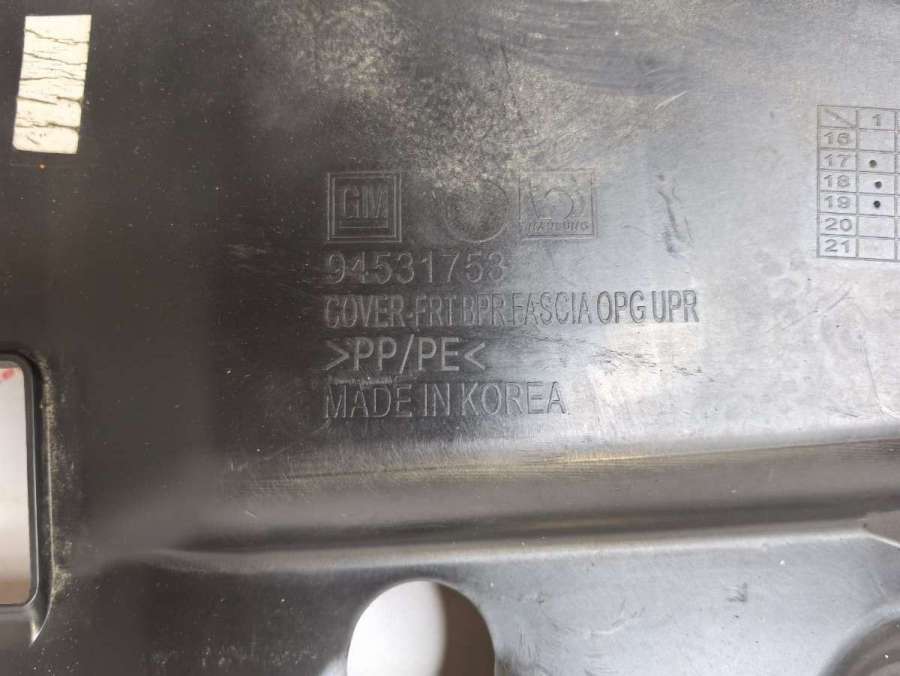 GM
94531753
COVER-FRT BPR FASCIA OPG UPR
>PP/PE<
MADE IN KOREA
1
16
17
18
19
20
21